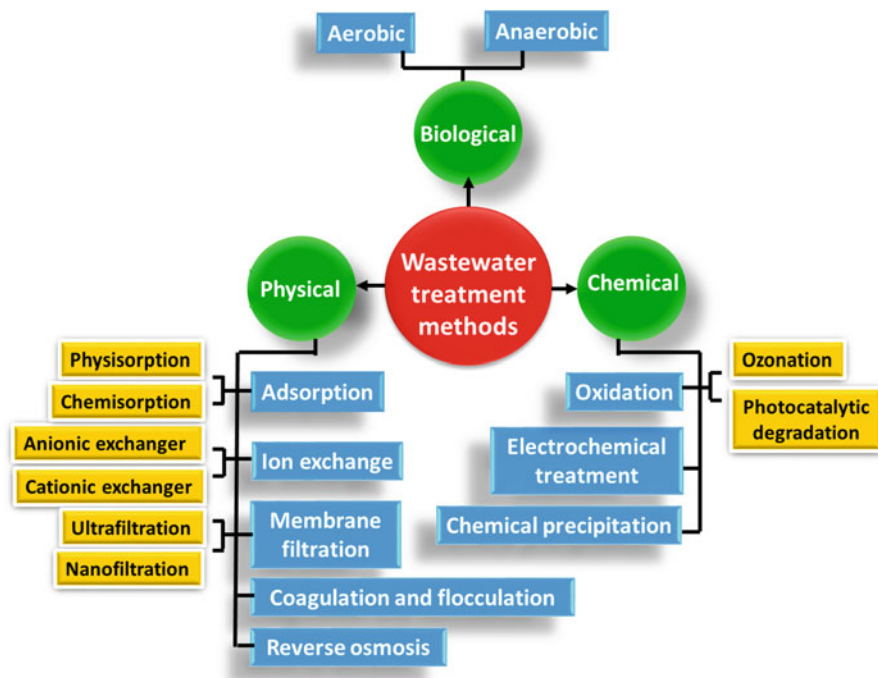 Aerobic
Anaerobic
Biological
Wastewater
treatment
methods
Physical
Chemical
Physisorption
Chemisorption
Adsorption
Anionic exchanger
Cationic exchanger
Ion exchange
Ultrafiltration
Nanofiltration
Membrane
filtration
Coagulation and flocculation
Reverse osmosis
Oxidation
Ozonation
Photocatalytic
degradation
Electrochemical
treatment
Chemical precipitation